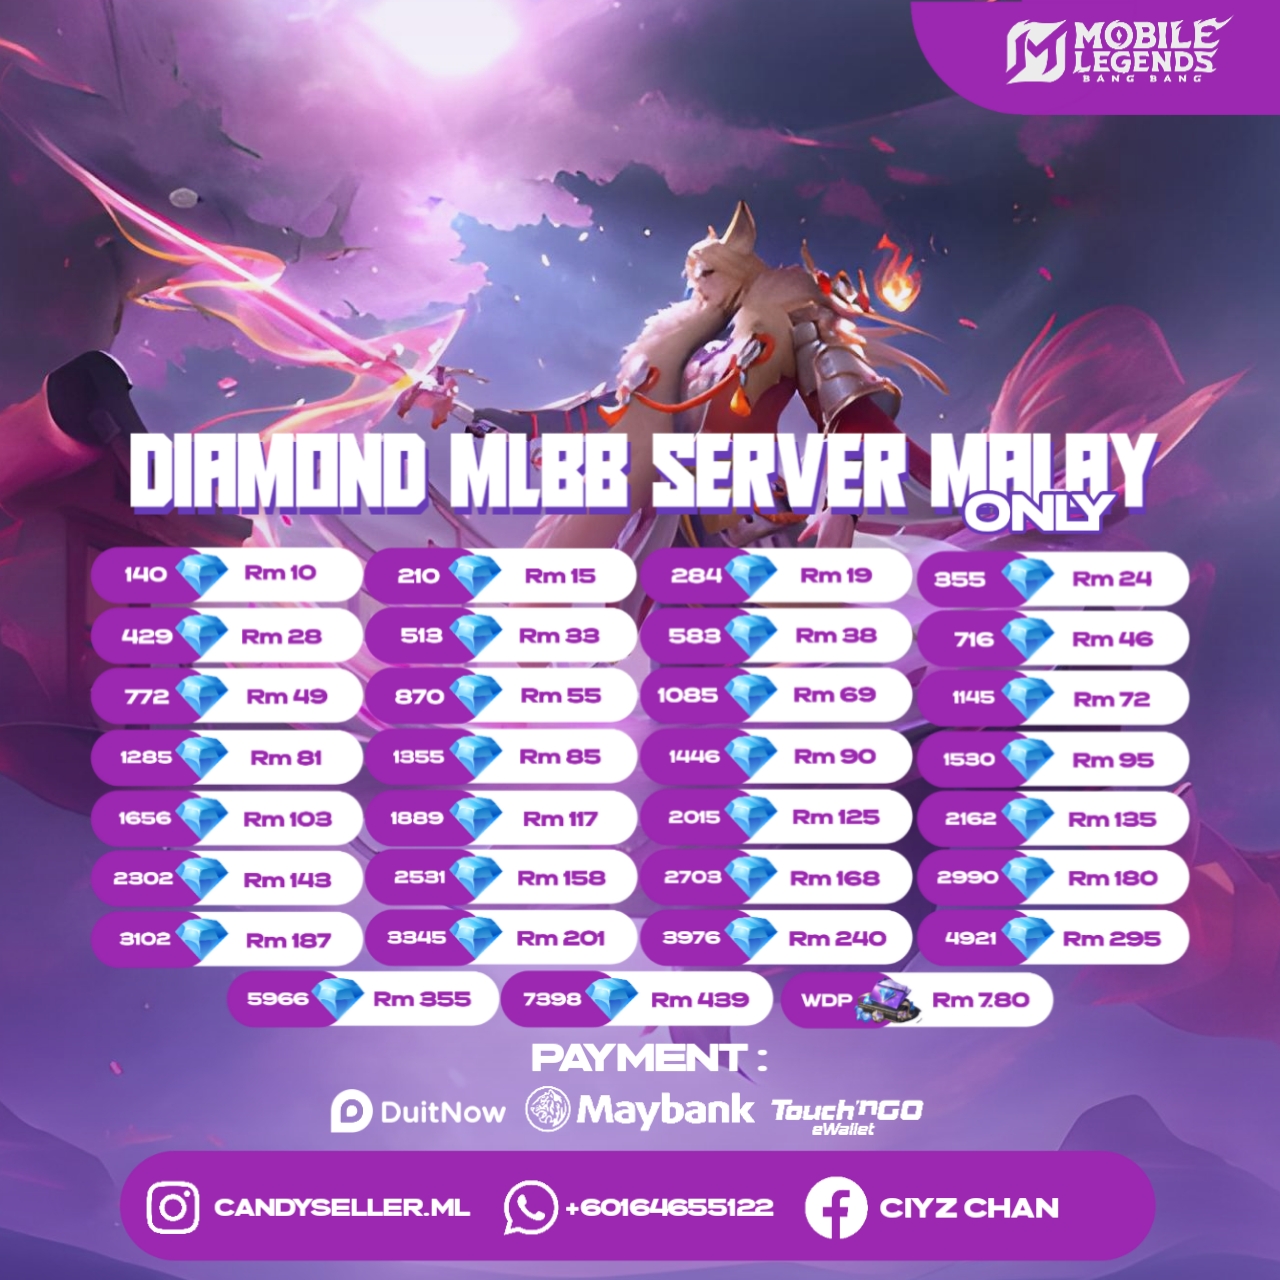 MOBILE
LEGENDS
BANG BANG
DIAMOND MLBB SERVER MALAY
ONLY
140 Rm 10 210 Rm 15 284 Rm 19 355 Rm 24
429 Rm 28 513 Rm 33 583 Rm 38 716 Rm 46
772 Rm 49 870 Rm 55 1085 Rm 69 1145 Rm 72
1285 Rm 81 1355 Rm 85 1446 Rm 90 1530 Rm 95
1656 Rm 103 1889 Rm 117 2015 Rm 125 2162 Rm 135
2302 Rm 143 2531 Rm 158 2703 Rm 168 2990 Rm 180
3102 Rm 187 3345 Rm 201 3976 Rm 240 4921 Rm 295
5966 Rm 355 7398 Rm 439 WDP Rm 7.80
PAYMENT :
DuitNow Maybank Touch'nGO
eWallet
CANDYSELLER.ML +60164655122 CIYZ CHAN